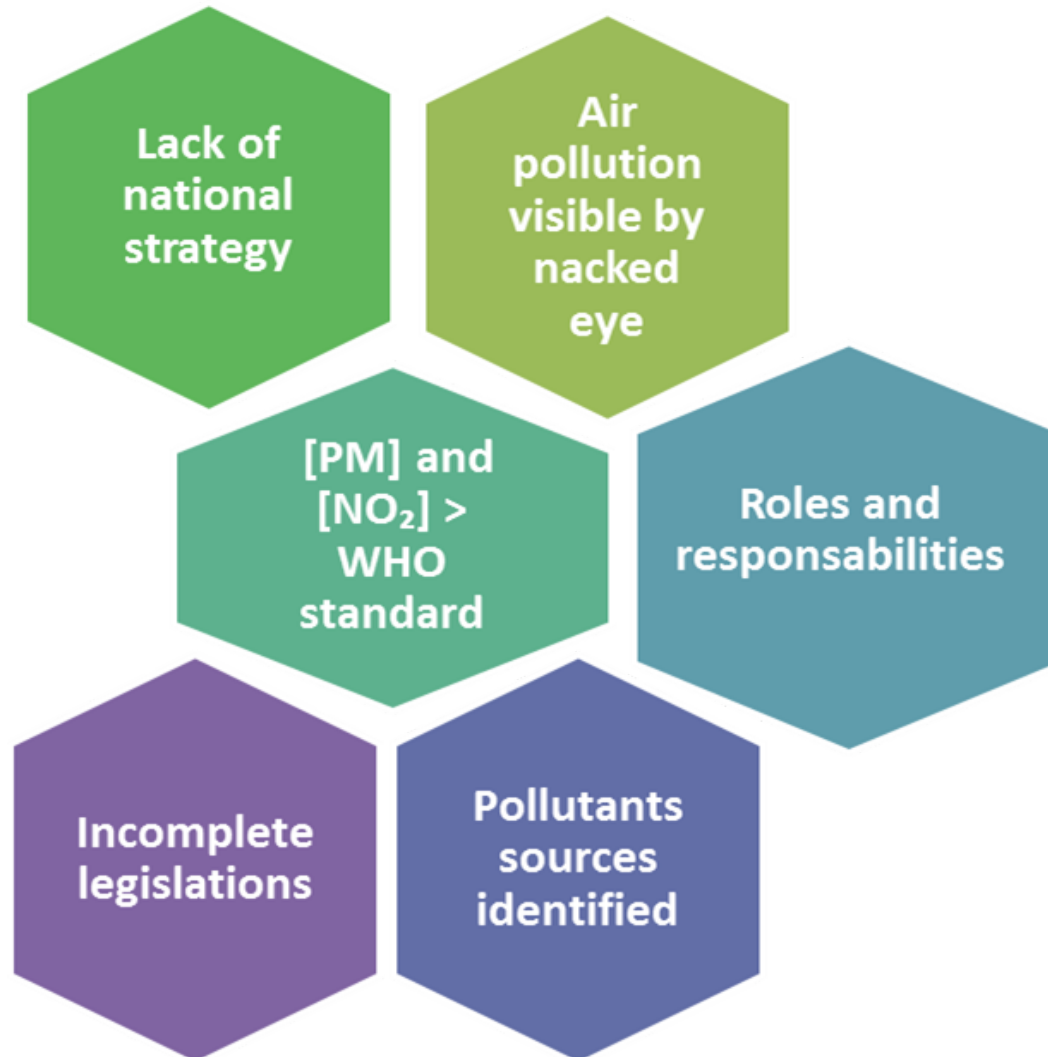 Lack of
national
strategy
Air
pollution
visible by
nacked
eye
[PM] and
[NO₂] >
WHO
standard
Roles and
responsabilities
Incomplete
legislations
Pollutants
sources
identified